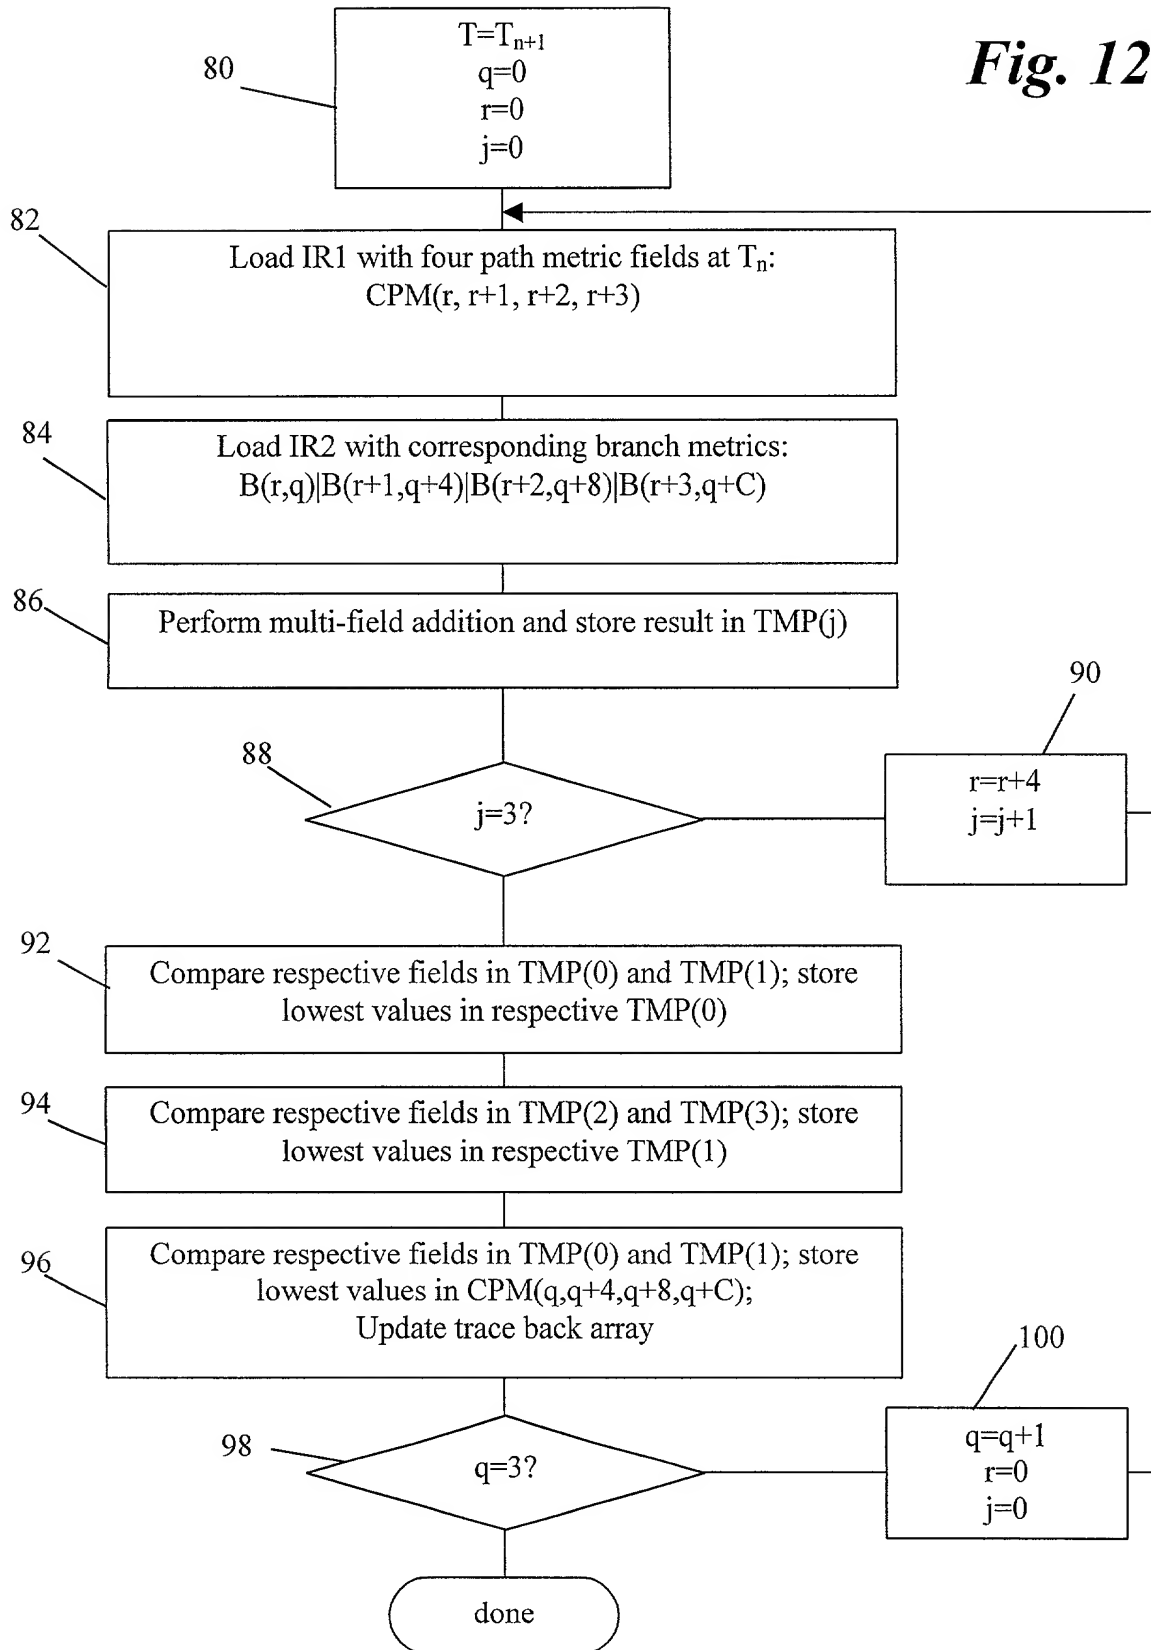 Fig. 12
80
T=Tn+1
q=0
r=0
j=0
82
Load IR1 with four path metric fields at Tn:
CPM(r, r+1, r+2, r+3)
84
Load IR2 with corresponding branch metrics:
B(r,q)|B(r+1,q+4)|B(r+2,q+8)|B(r+3,q+C)
86
Perform multi-field addition and store result in TMP(j)
88
j=3?
90
r=r+4
j=j+1
92
Compare respective fields in TMP(0) and TMP(1); store
lowest values in respective TMP(0)
94
Compare respective fields in TMP(2) and TMP(3); store
lowest values in respective TMP(1)
96
Compare respective fields in TMP(0) and TMP(1); store
lowest values in CPM(q,q+4,q+8,q+C);
Update trace back array
98
q=3?
100
q=q+1
r=0
j=0
done